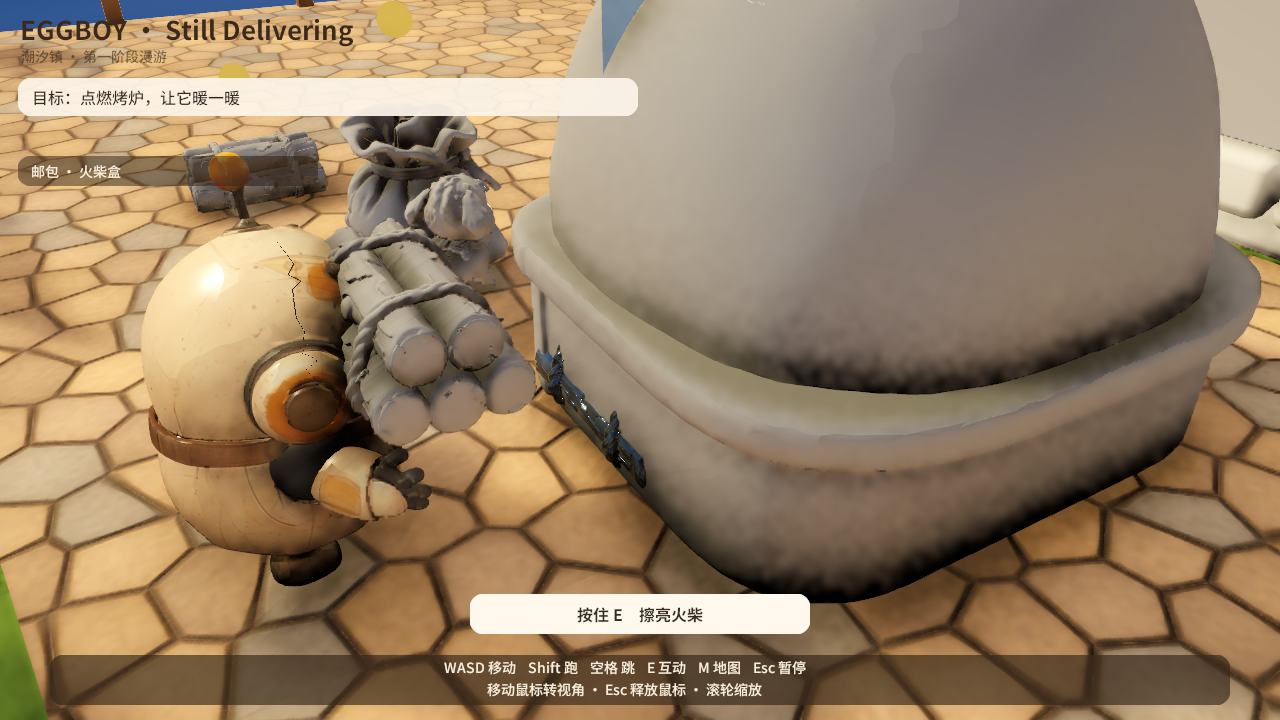 EGGBOY · Still Delivering
潮汐镇 · 第一阶段漫游
目标：点燃烤炉，让它暖一暖
邮包 · 火柴盒
按住 E 擦亮火柴
WASD 移动 Shift 跑 空格 跳 E 互动 M 地图 Esc 暂停
移动鼠标转视角 · Esc 释放鼠标 · 滚轮缩放